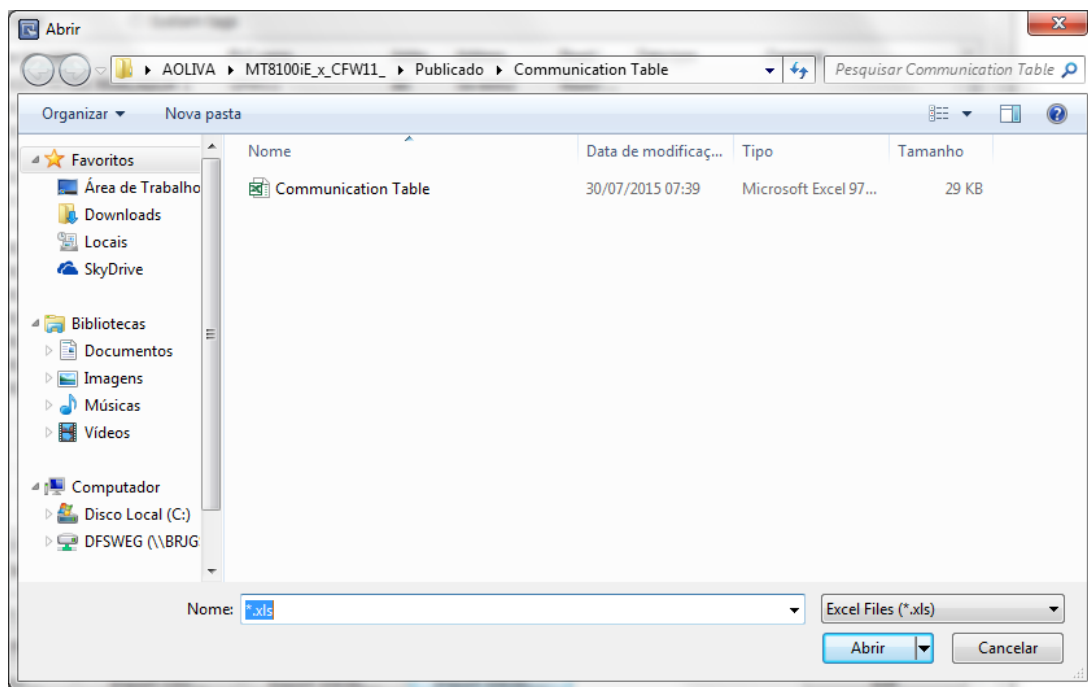 Abrir
AOLIVA MT8100iE_x_CFW11_ Publicado Communication Table Pesquisar Communication Table
Organizar Nova pasta
Nome Data de modificaç... Tipo Tamanho
Communication Table 30/07/2015 07:39 Microsoft Excel 97... 29 KB
Favoritos
Área de Trabalho
Downloads
Locais
SkyDrive
Bibliotecas
Documentos
Imagens
Músicas
Vídeos
Computador
Disco Local (C:)
DFSWEG (\\BRJG
Nome: *.xls Excel Files (*.xls)
Abrir Cancelar